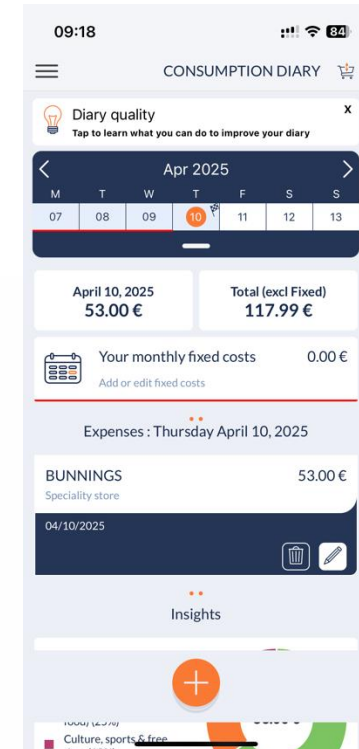 09:18
84
CONSUMPTION DIARY
Diary quality
X
Tap to learn what you can do to improve your diary
Apr 2025
M T W T F S S
07 08 09 10 11 12 13
April 10, 2025
53.00 €
Total (excl Fixed)
117.99 €
Your monthly fixed costs 0.00 €
Add or edit fixed costs
Expenses : Thursday April 10, 2025
BUNNINGS 53.00 €
Speciality store
04/10/2025
Insights
Culture, sports & free